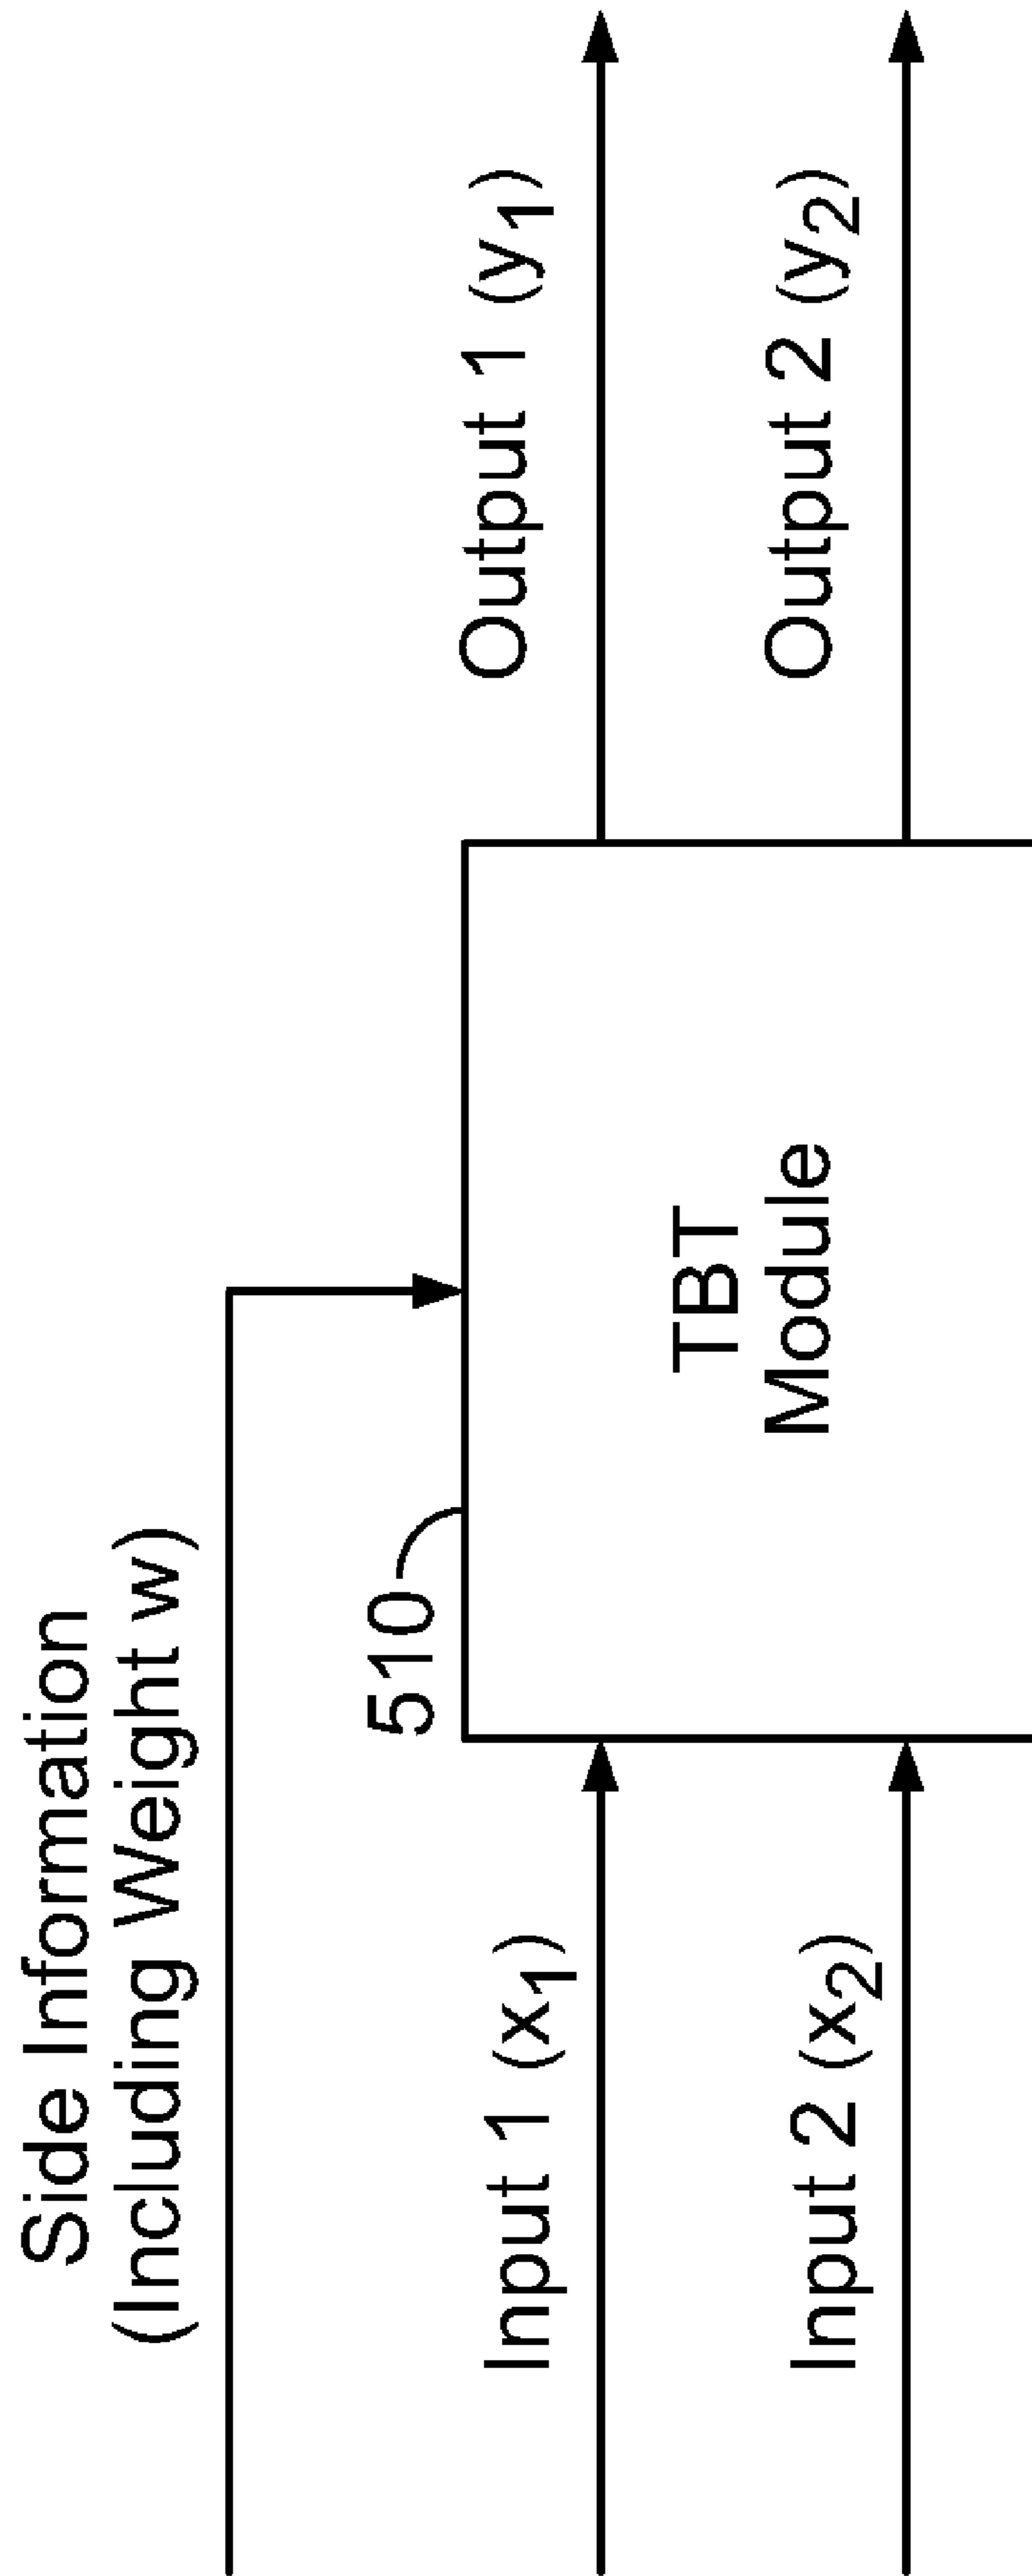 Side Information
(Including Weight w)
510
Input 1 (x₁)
Input 2 (x₂)
TBT
Module
Output 1 (y₁)
Output 2 (y₂)